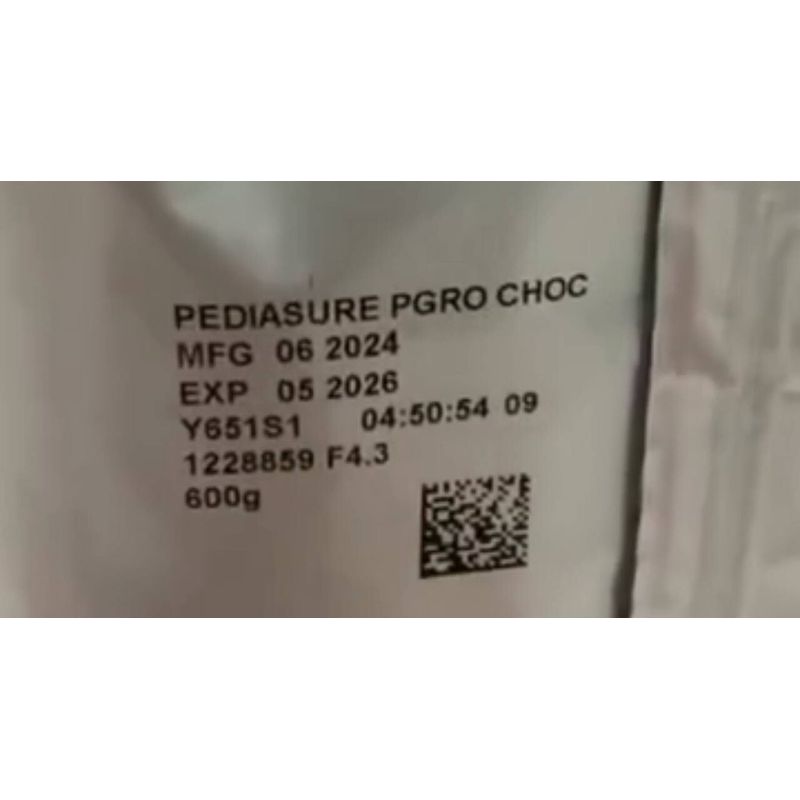 PEDIASURE PGRO CHOC
MFG 06 2024
EXP 05 2026
Y651S1 04:50:54 09
1228859 F4.3
600g